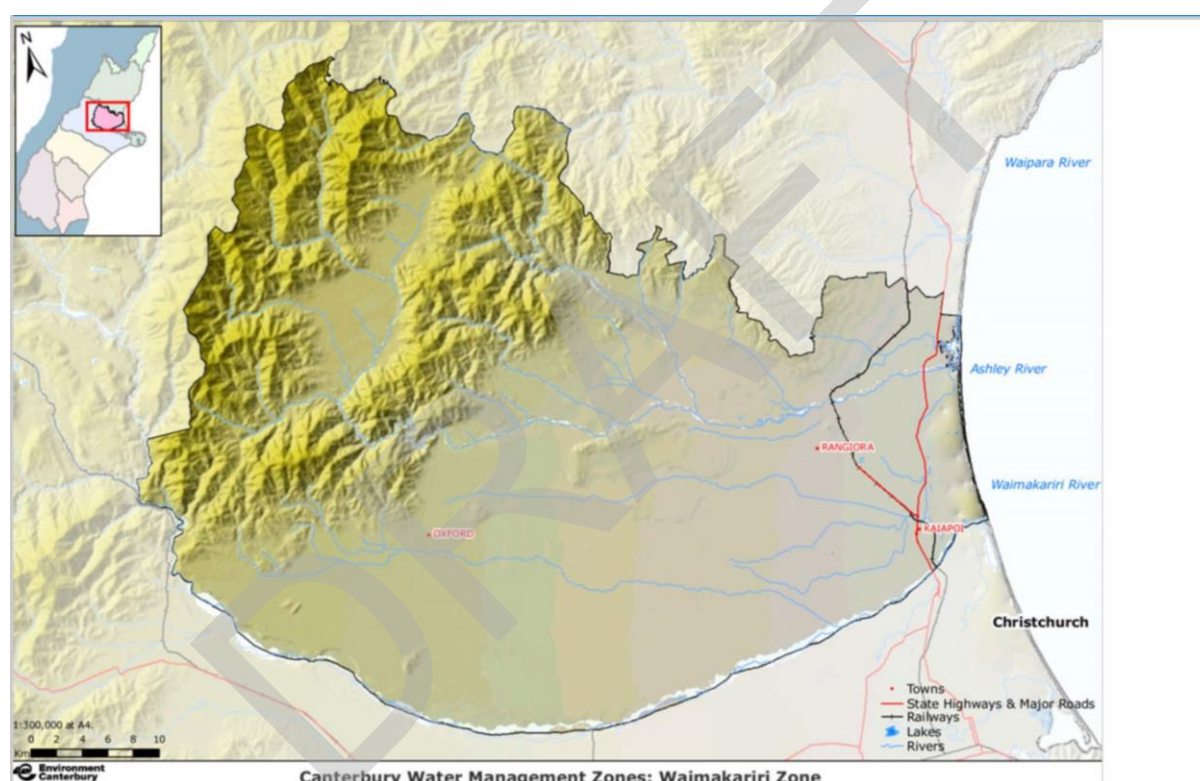 N
Waipara River
Ashley River
RANGIORA
Waimakariri River
KAIAPOI
OXFORD
Christchurch
Towns
State Highways & Major Roads
Railways
Lakes
Rivers
1:300,000 at A4.
0 2 4 6 8 10
Km
Environment
Canterbury
Canterbury Water Management Zones: Waimakariri Zone
DRAFT